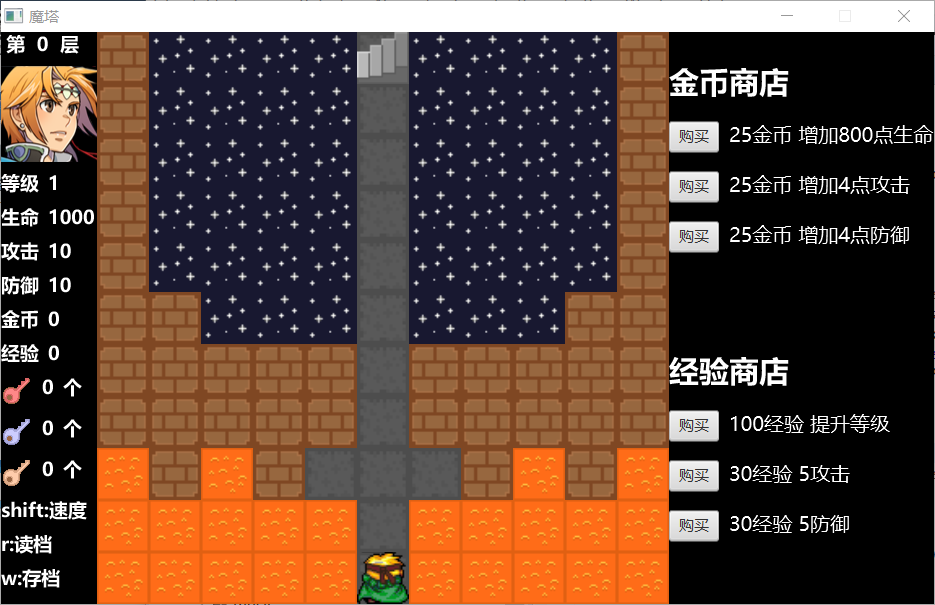 魔塔
第 0 层
等级 1
生命 1000
攻击 10
防御 10
金币 0
经验 0
0 个
0 个
0 个
shift:速度
r:读档
w:存档
金币商店
购买 25金币 增加800点生命
购买 25金币 增加4点攻击
购买 25金币 增加4点防御
经验商店
购买 100经验 提升等级
购买 30经验 5攻击
购买 30经验 5防御